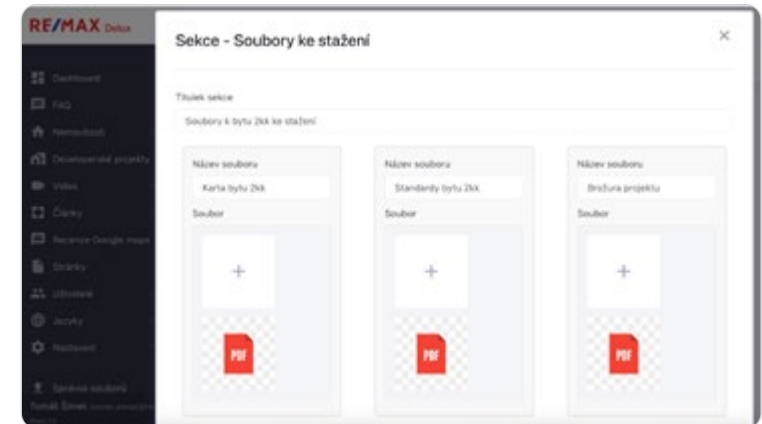 RE/MAX Delux
Dashboard
FAQ
Nemovitosti
Developerské projekty
Videa
Články
Recenze Google maps
Stránky
Uživatelé
Jazyky
Nastavení
Správce souborů
Sekce - Soubory ke stažení
Titulek sekce
Soubory k bytu 2kk ke stažení
Název souboru
Karta bytu 2kk
Soubor
PDF
Název souboru
Standardy bytu 2kk
Soubor
PDF
Název souboru
Brožura projektu
Soubor
PDF